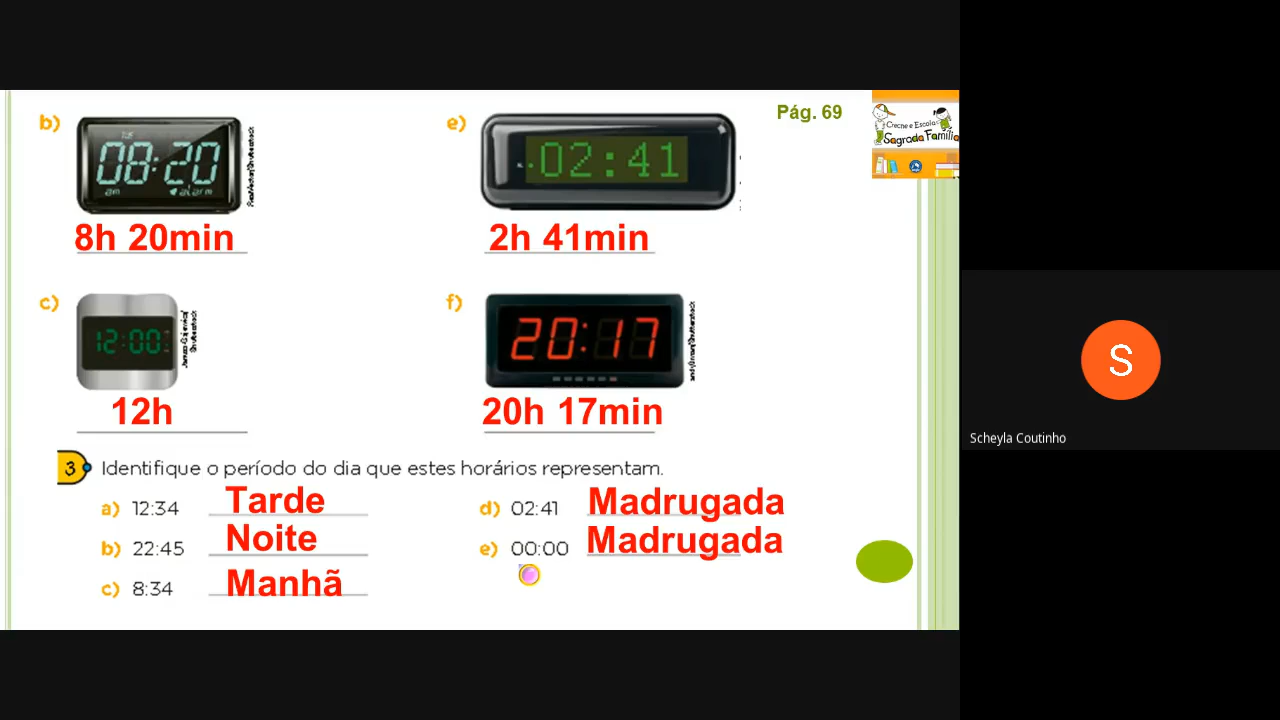 Pág. 69
Creche e Escola
Sagrada Família
b)
TUE
08:20
am
alarm
8h 20min
e)
02:41
2h 41min
c)
12:00
Shutterstock
12h
f)
20:17
20h 17min
3 Identifique o período do dia que estes horários representam.
a) 12:34 Tarde
b) 22:45 Noite
c) 8:34 Manhã
d) 02:41 Madrugada
e) 00:00 Madrugada
S
Scheyla Coutinho